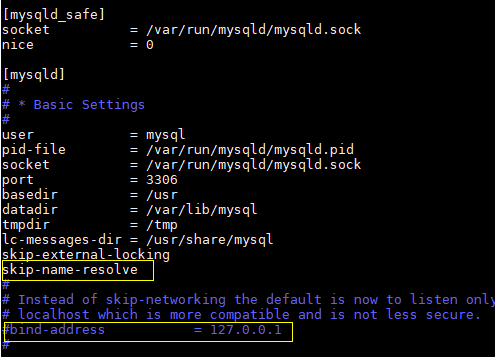 [mysqld_safe]
socket = /var/run/mysqld/mysqld.sock
nice = 0
[mysqld]
#
# * Basic Settings
#
user = mysql
pid-file = /var/run/mysqld/mysqld.pid
socket = /var/run/mysqld/mysqld.sock
port = 3306
basedir = /usr
datadir = /var/lib/mysql
tmpdir = /tmp
lc-messages-dir = /usr/share/mysql
skip-external-locking
skip-name-resolve
#
# Instead of skip-networking the default is now to listen only
# localhost which is more compatible and is not less secure.
#bind-address = 127.0.0.1
#